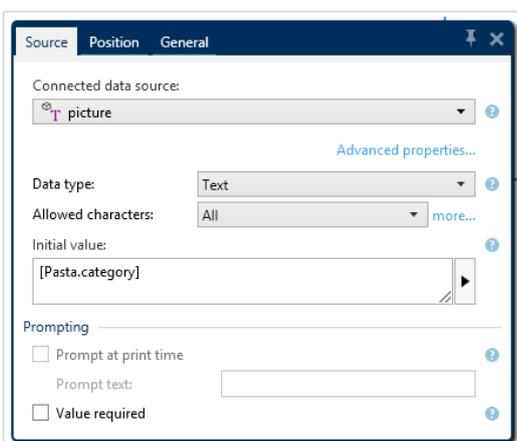 Source Position General
Connected data source:
T picture
Advanced properties...
Data type: Text
Allowed characters: All more...
Initial value:
[Pasta.category]
Prompting
Prompt at print time
Prompt text:
Value required